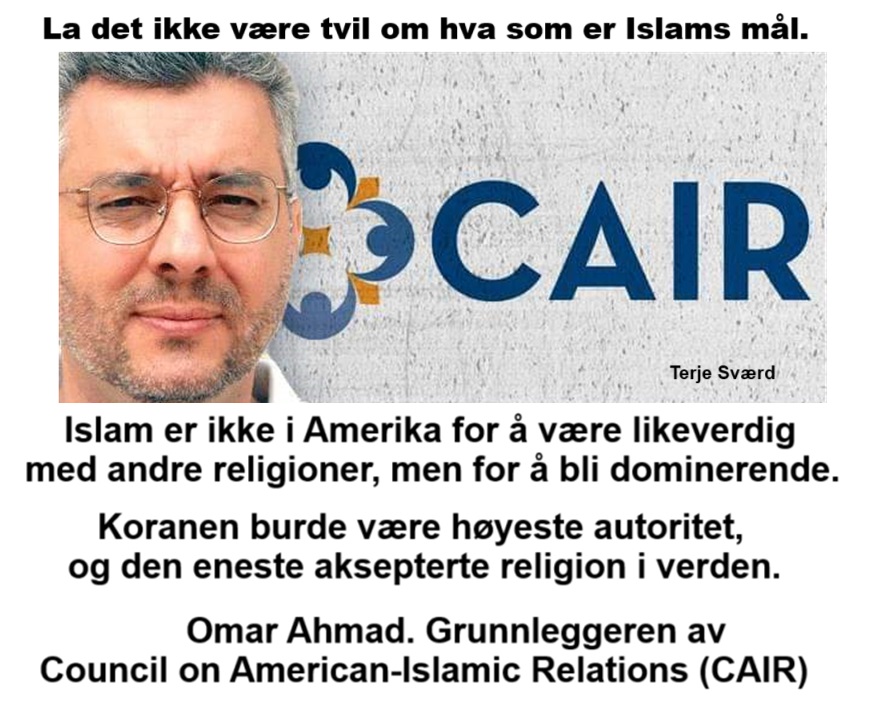 La det ikke være tvil om hva som er Islams mål.
CAIR
Terje Sværd
Islam er ikke i Amerika for å være likeverdig
med andre religioner, men for å bli dominerende.
Koranen burde være høyeste autoritet,
og den eneste aksepterte religion i verden.
Omar Ahmad. Grunnleggeren av
Council on American-Islamic Relations (CAIR)